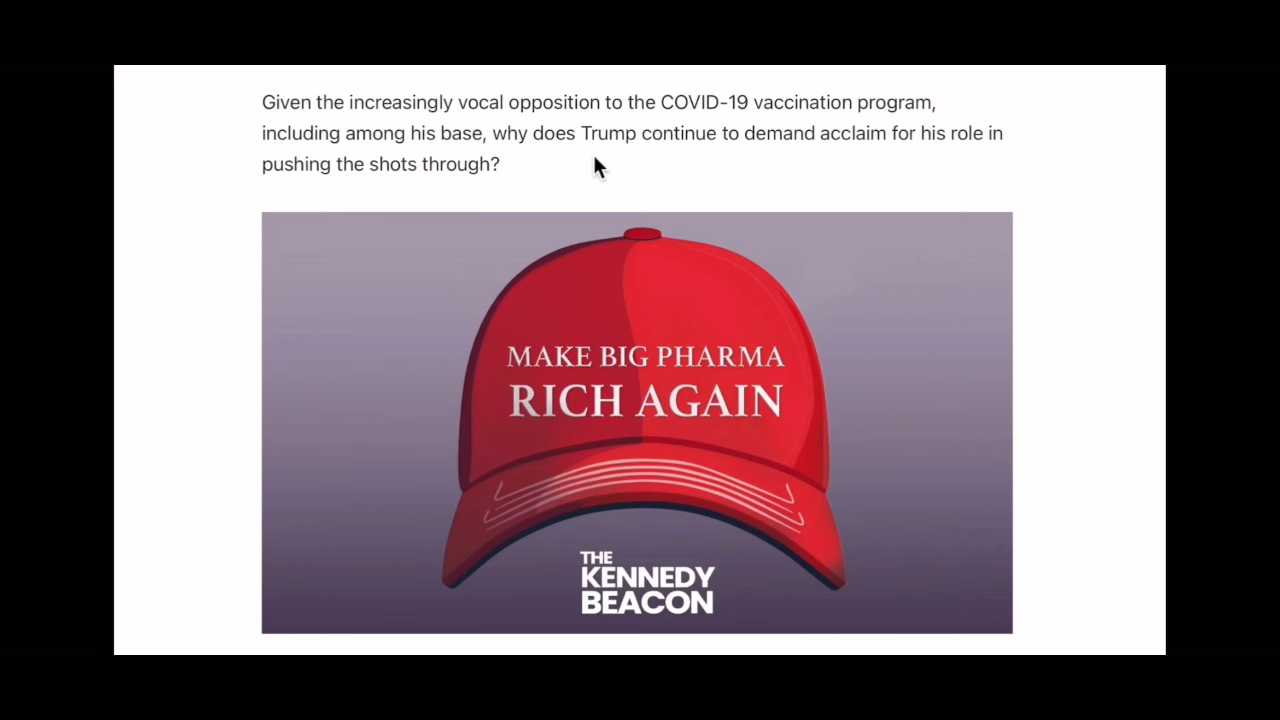 Given the increasingly vocal opposition to the COVID-19 vaccination program,
including among his base, why does Trump continue to demand acclaim for his role in
pushing the shots through?
MAKE BIG PHARMA
RICH AGAIN
THE
KENNEDY
BEACON